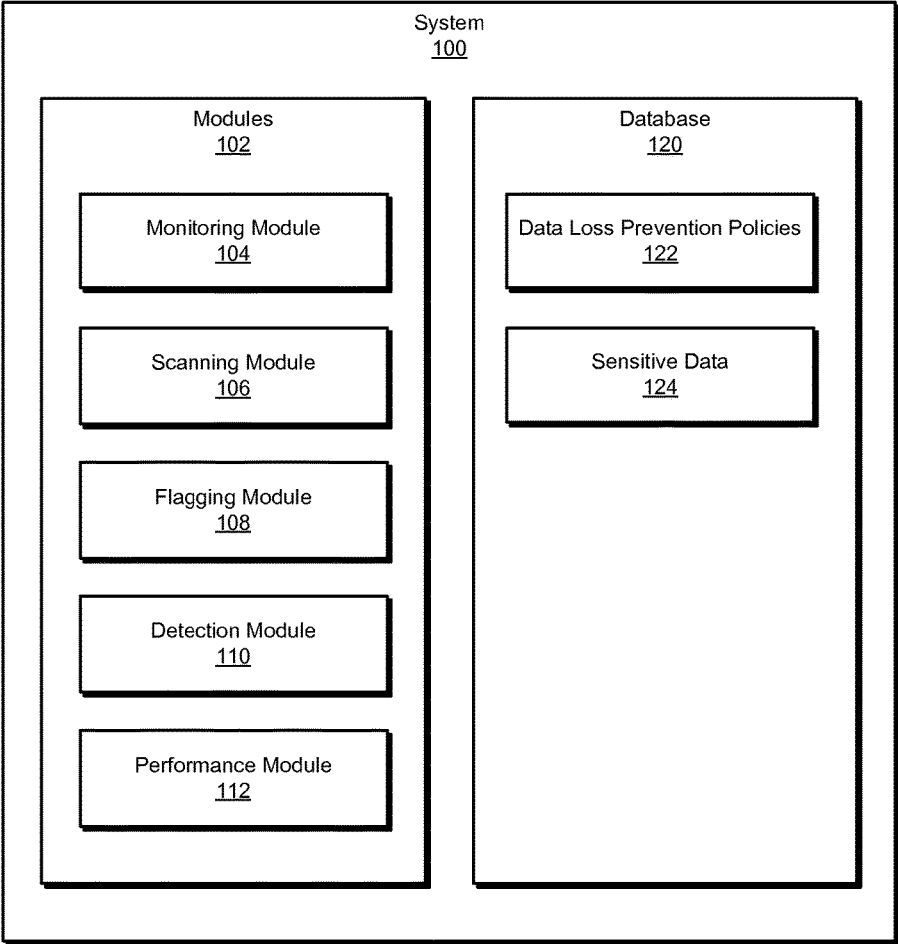 System
100
Modules
102
Monitoring Module
104
Scanning Module
106
Flagging Module
108
Detection Module
110
Performance Module
112
Database
120
Data Loss Prevention Policies
122
Sensitive Data
124